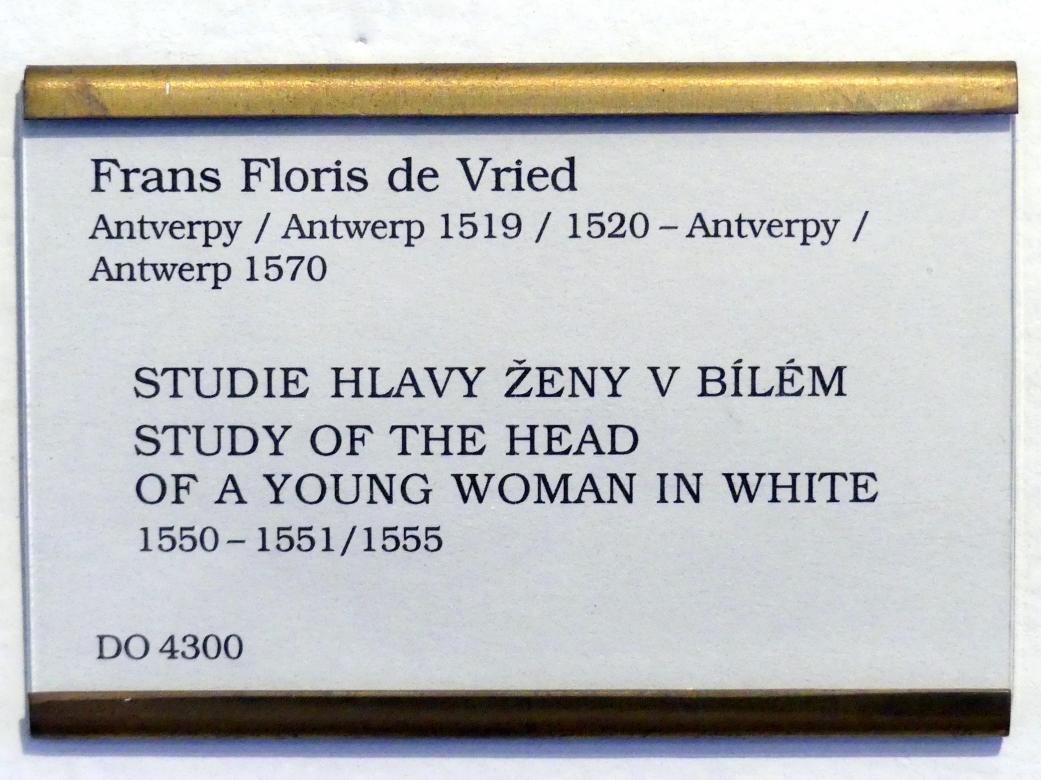 Frans Floris de Vried
Antverpy / Antwerp 1519 / 1520 – Antverpy /
Antwerp 1570
STUDIE HLAVY ŽENY V BÍLÉM
STUDY OF THE HEAD
OF A YOUNG WOMAN IN WHITE
1550 – 1551/1555
DO 4300